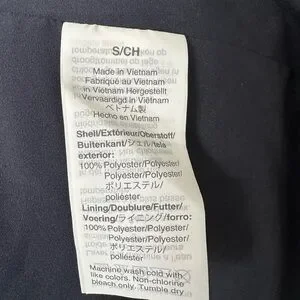 S/CH
Made in Vietnam
Fabriqué au Vietnam
in Vietnam Hergestellt
Vervaardigd in Viëtnam
ベトナム製
Hecho en Vietnam
Shell/Extérieur/Oberstoff/
Buitenkant/シェル/tela
exterior:
100% Polyester/Polyester/
Polyester/Polyester/
ポリエステル/
poliéster
Lining/Doublure/Futter/
Voering/ライニング/forro:
100% Polyester/Polyester/
Polyester/Polyester/
ポリエステル/
poliéster
Machine wash cold with
like colors. Non-chlorine
bleach only. Tumble dry